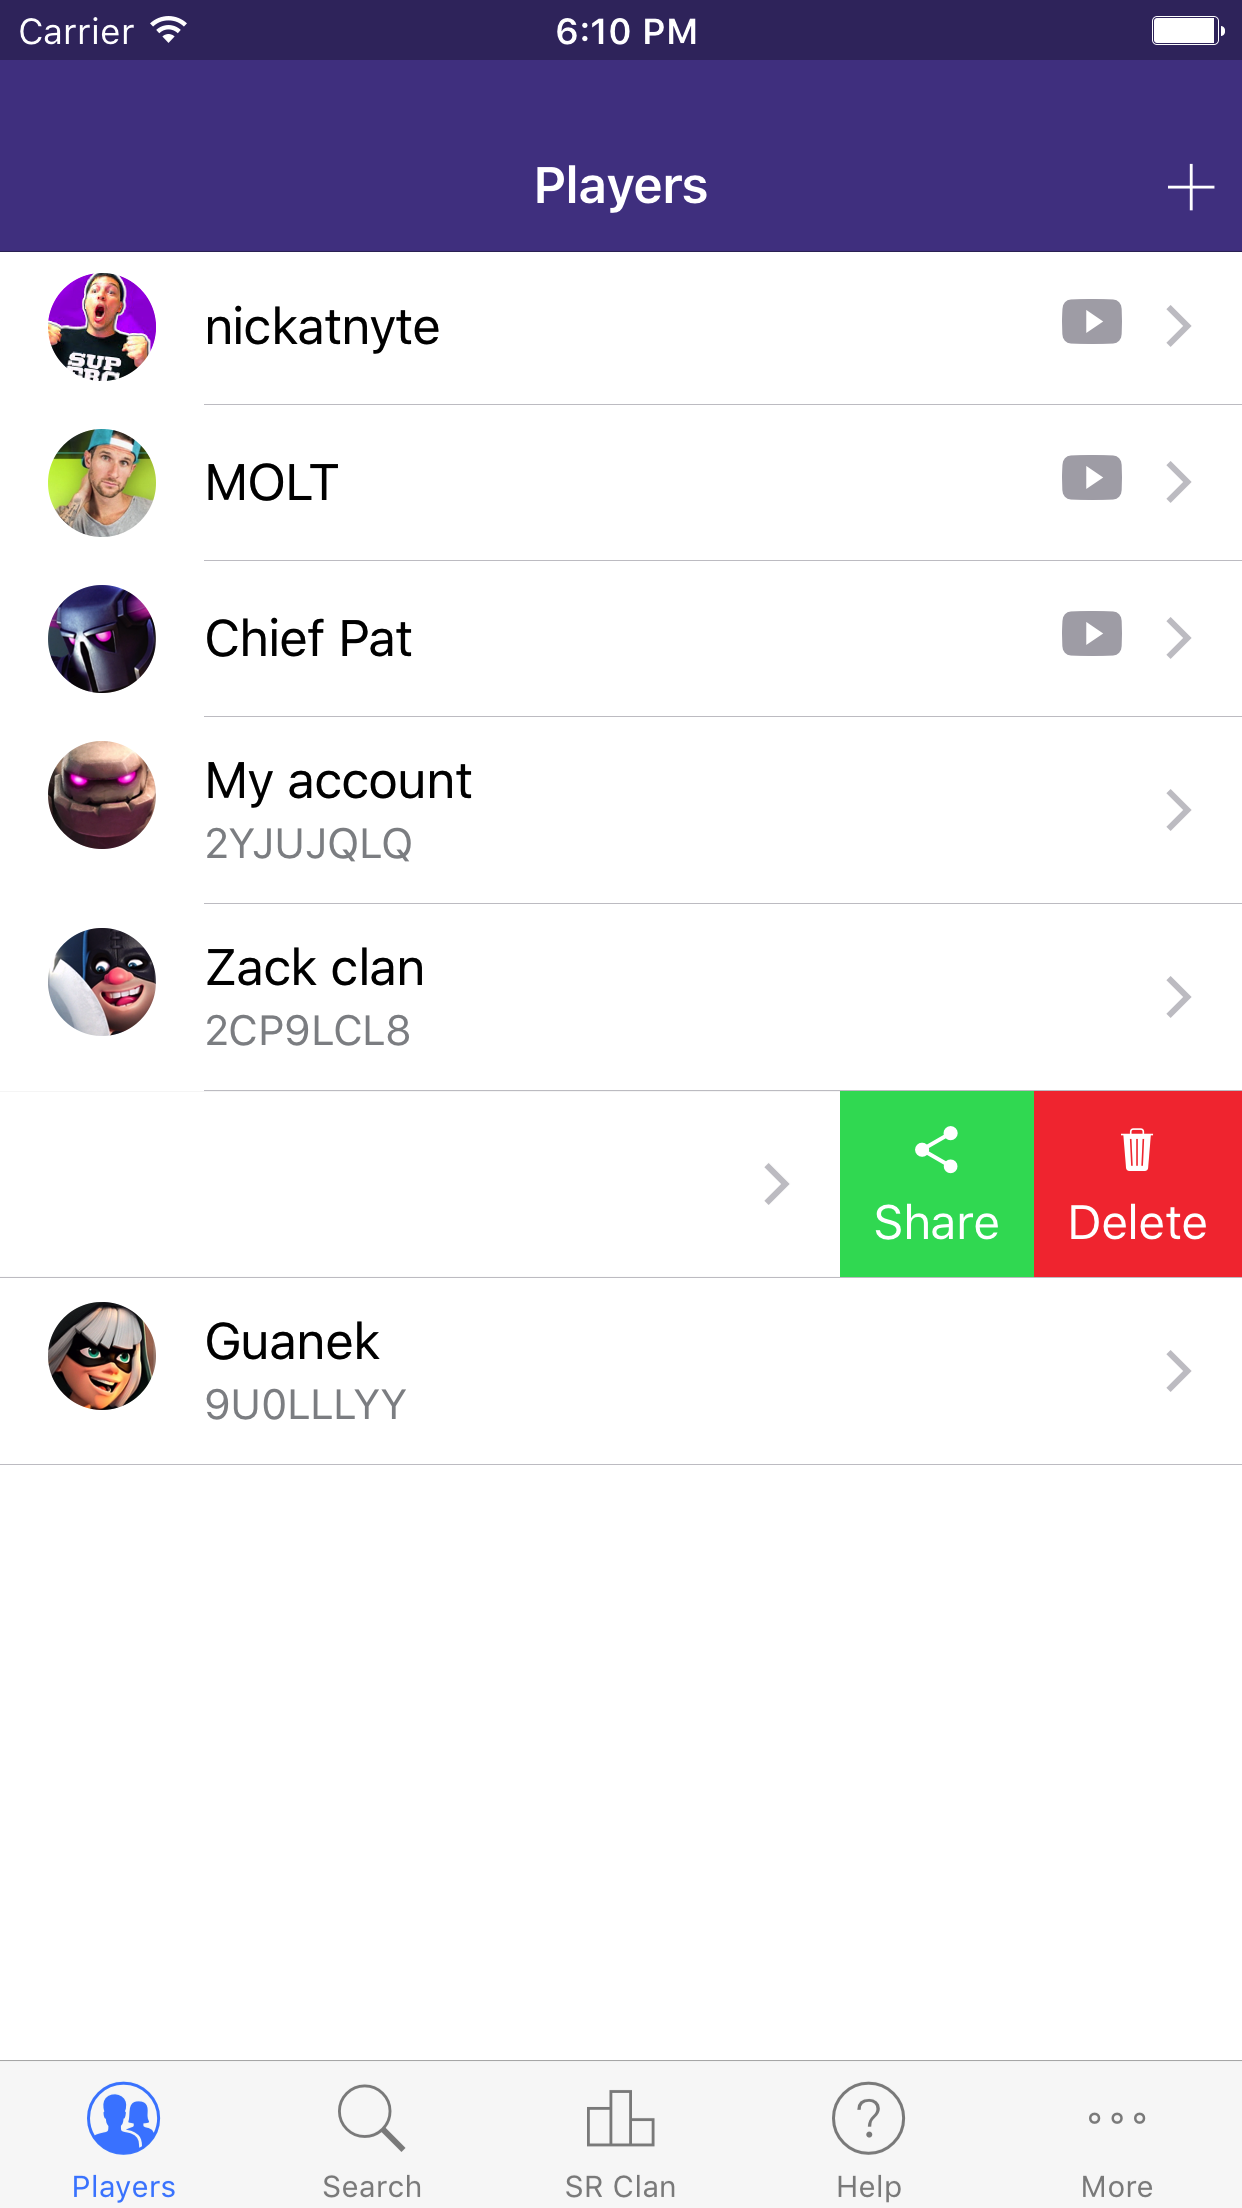 Carrier 6:10 PM
Players
SUP
nickatnyte
MOLT
Chief Pat
My account
2YJUJQLQ
Zack clan
2CP9LCL8
Share Delete
Guanek
9U0LLLYY
Players Search SR Clan Help More